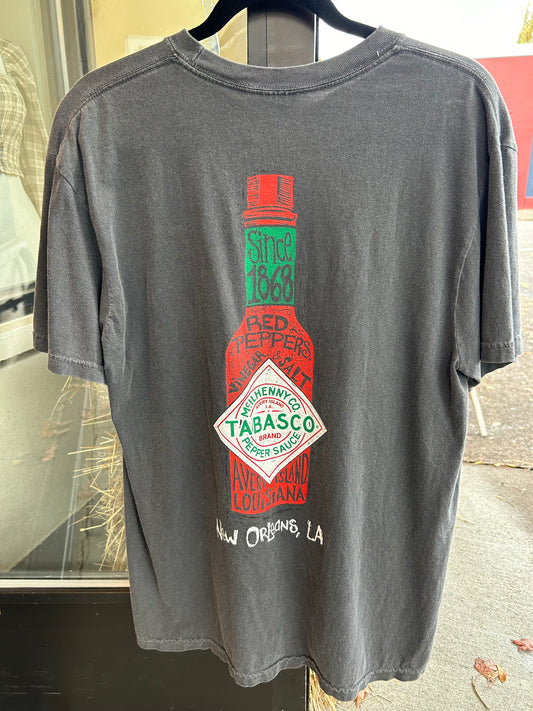 Since
1868
RED
PEPPERS,
VINEGAR & SALT
McILHENNY CO.
AVERY ISLAND
LA.
TABASCO
BRAND
PEPPER SAUCE
AVERY ISLAND
LOUISIANA
NEW ORLEANS, LA